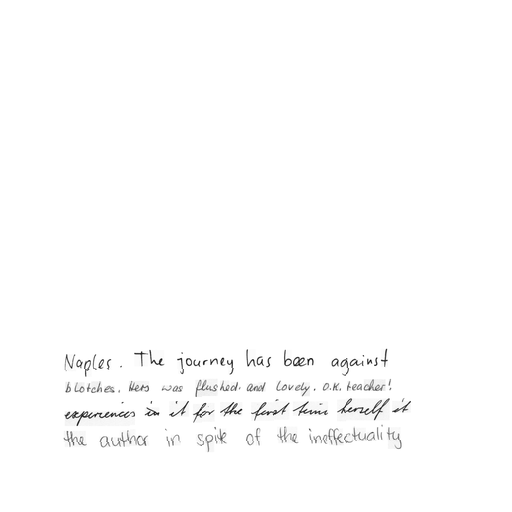 Naples. The journey has been against
blotches. Hers was flushed. and lovely. O.K. teacher!
experiences in it for the first time herself it
the author in spite of the ineffectuality